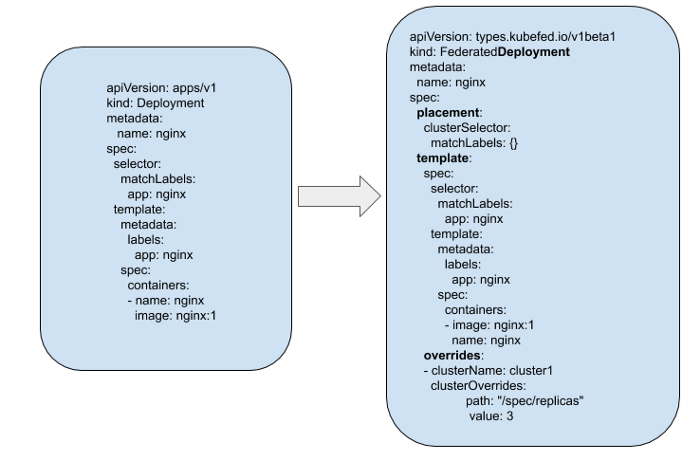 apiVersion: apps/v1
kind: Deployment
metadata:
name: nginx
spec:
selector:
matchLabels:
app: nginx
template:
metadata:
labels:
app: nginx
spec:
containers:
- name: nginx
image: nginx:1
apiVersion: types.kubefed.io/v1beta1
kind: FederatedDeployment
metadata:
name: nginx
spec:
placement:
clusterSelector:
matchLabels: {}
template:
spec:
selector:
matchLabels:
app: nginx
template:
metadata:
labels:
app: nginx
spec:
containers:
- image: nginx:1
name: nginx
overrides:
- clusterName: cluster1
clusterOverrides:
path: "/spec/replicas"
value: 3